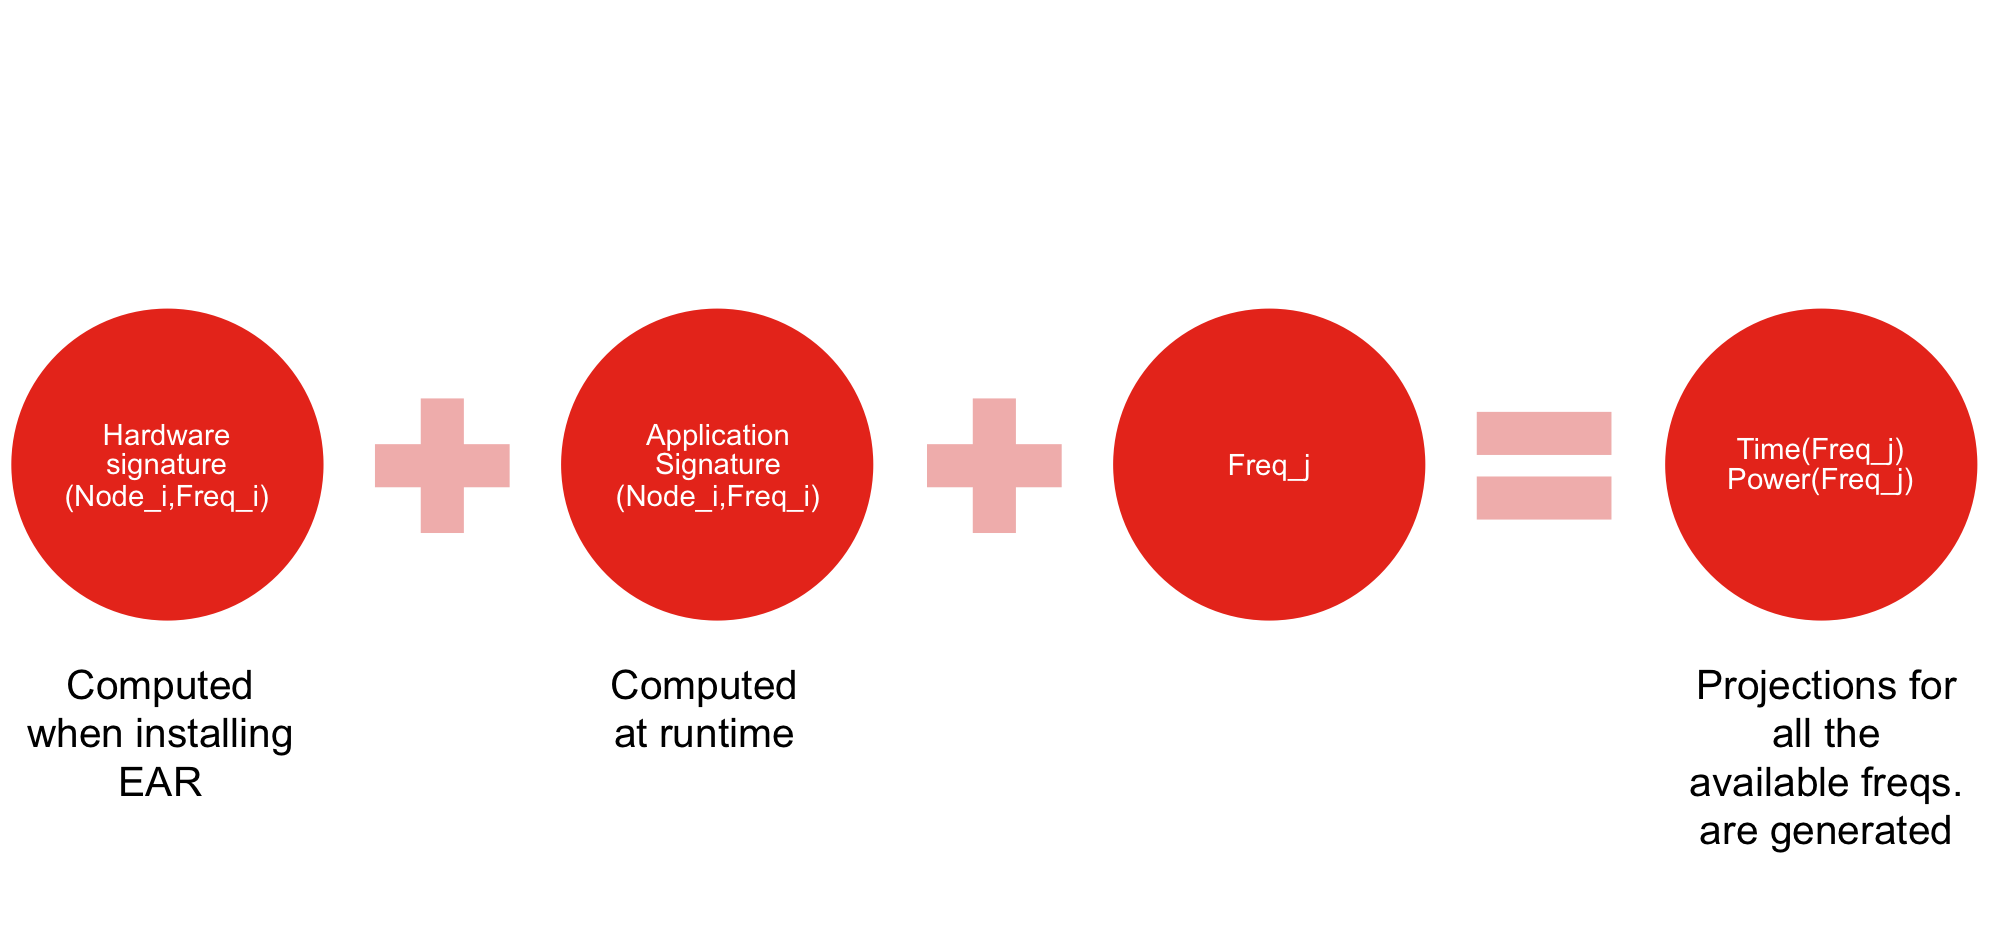 Hardware
signature
(Node_i,Freq_i)
Application
Signature
(Node_i,Freq_i)
Freq_j
Time(Freq_j)
Power(Freq_j)
Computed
when installing
EAR
Computed
at runtime
Projections for
all the
available freqs.
are generated